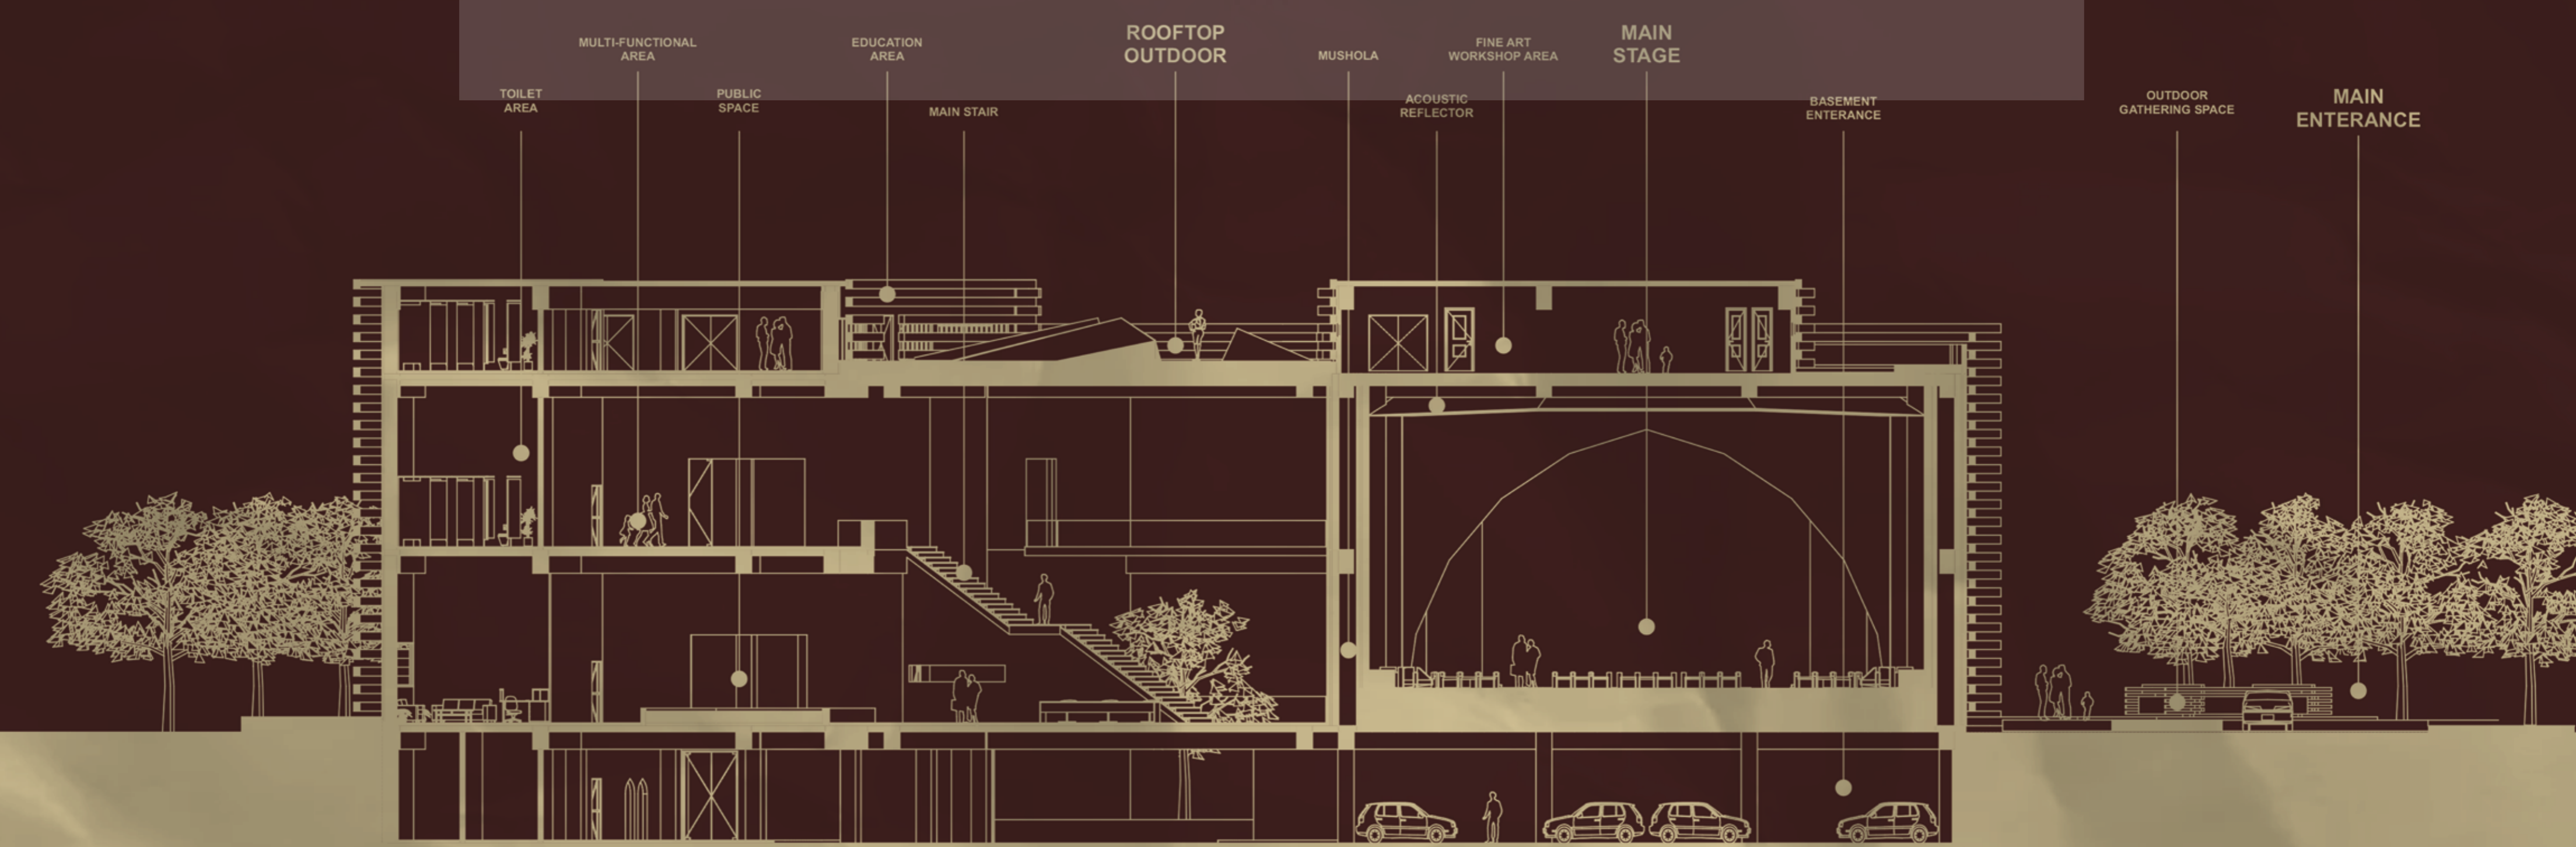 TOILET
AREA
MULTI-FUNCTIONAL
AREA
PUBLIC
SPACE
EDUCATION
AREA
MAIN STAIR
ROOFTOP
OUTDOOR
MUSHOLA
ACOUSTIC
REFLECTOR
FINE ART
WORKSHOP AREA
MAIN
STAGE
BASEMENT
ENTERANCE
OUTDOOR
GATHERING SPACE
MAIN
ENTERANCE